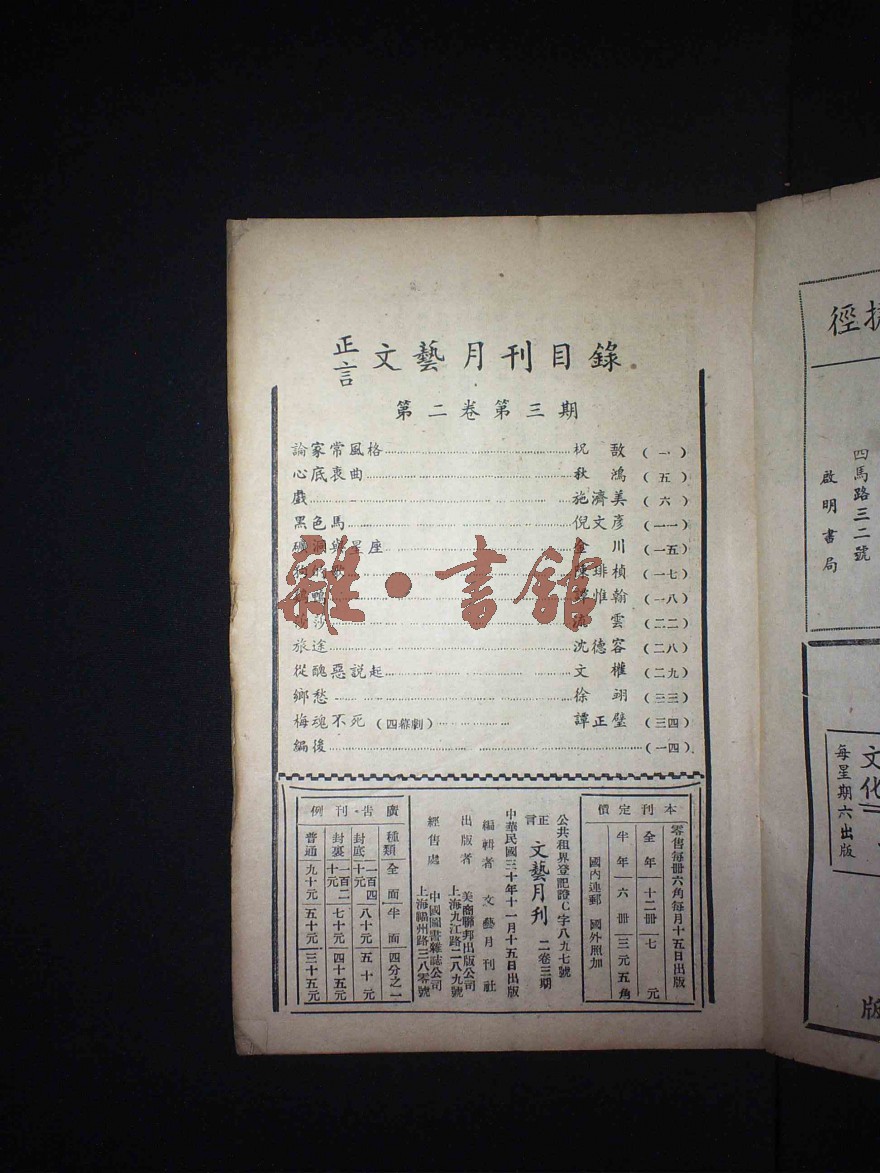 正言文藝月刊目錄
第二卷第三期
論家常風格 祝敔 (一)
心底衷曲 秋鴻 (五)
戲 施濟美 (六)
黑色馬 倪文彥 (一一)
星座 金川 (一五)
琲楨 (一七)
惟翰 (一八)
沙 雲 (二二)
旅途 沈德容 (二八)
從醜惡說起 文權 (二九)
鄉愁 徐翊 (三三)
梅魂不死(四幕劇) 譚正璧 (三四)
編後 (一四)
雜·書館
本刊定價
零售每冊六角每月十五日出版
全年 十二冊 七元
半年 六冊 三元五角
國內連郵 國外照加
公共租界登記證C字八九七號
正言文藝月刊 二卷三期
中華民國三十年十一月十五日出版
編輯者 文藝月刊社
出版者 美商聯邦出版公司
上海九江路二八九號
經售處 中國圖書雜誌公司
上海福州路三八零號
廣告刊例
種類 全面 半面 四分之一
封底 一百四十元 八十元 五十元
封裏 一百二十元 七十元 四十五元
普通 九十元 五十元 三十五元
徑
四馬路三二號
啟明書局
文化
每星期六出版
版